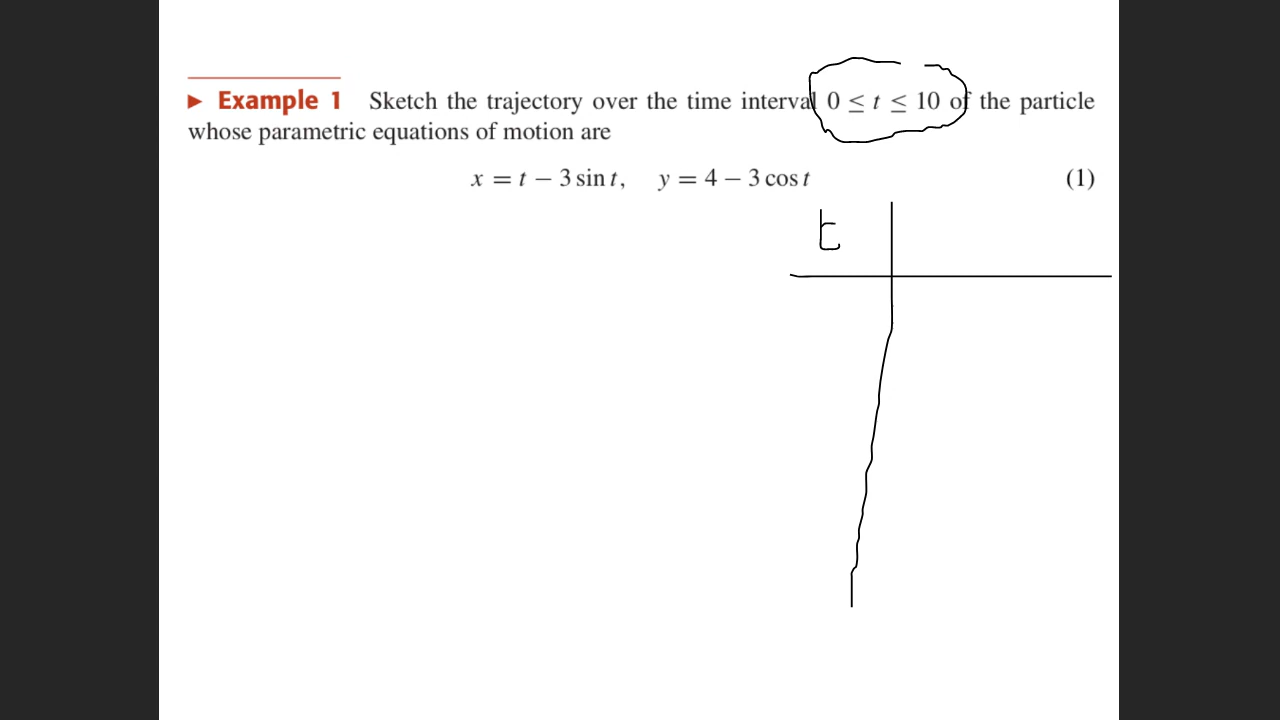 ► Example 1 Sketch the trajectory over the time interval 0 ≤ t ≤ 10 of the particle
whose parametric equations of motion are
x = t − 3 sin t, y = 4 − 3 cos t (1)
t